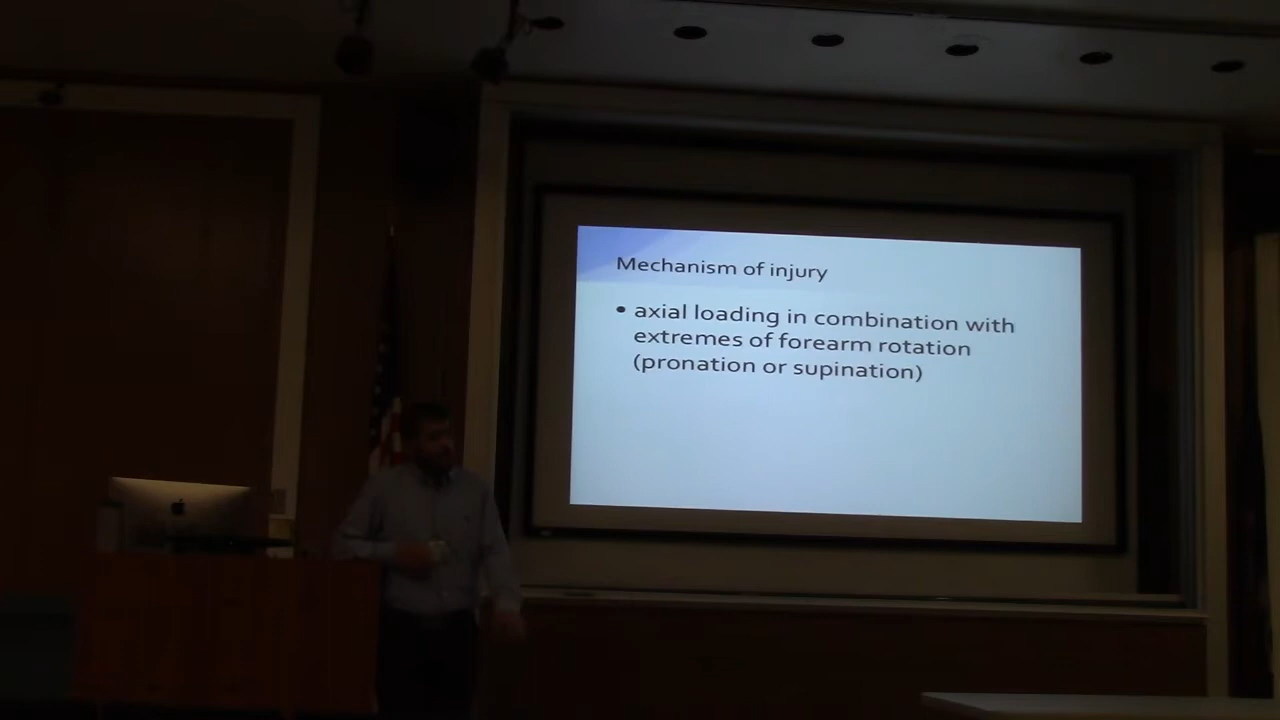 Mechanism of injury
• axial loading in combination with
extremes of forearm rotation
(pronation or supination)